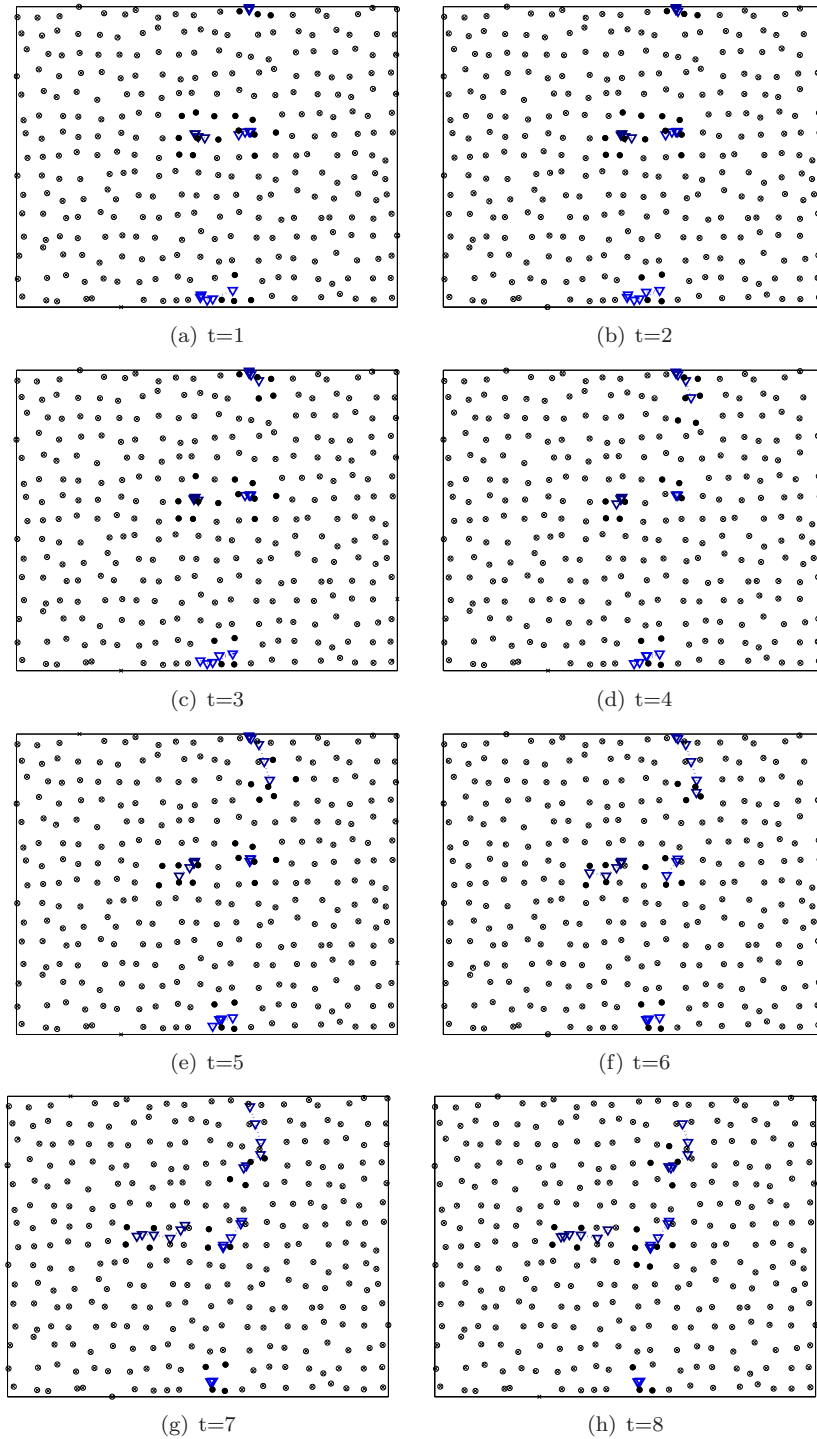 (a) t=1
(b) t=2
(c) t=3
(d) t=4
(e) t=5
(f) t=6
(g) t=7
(h) t=8